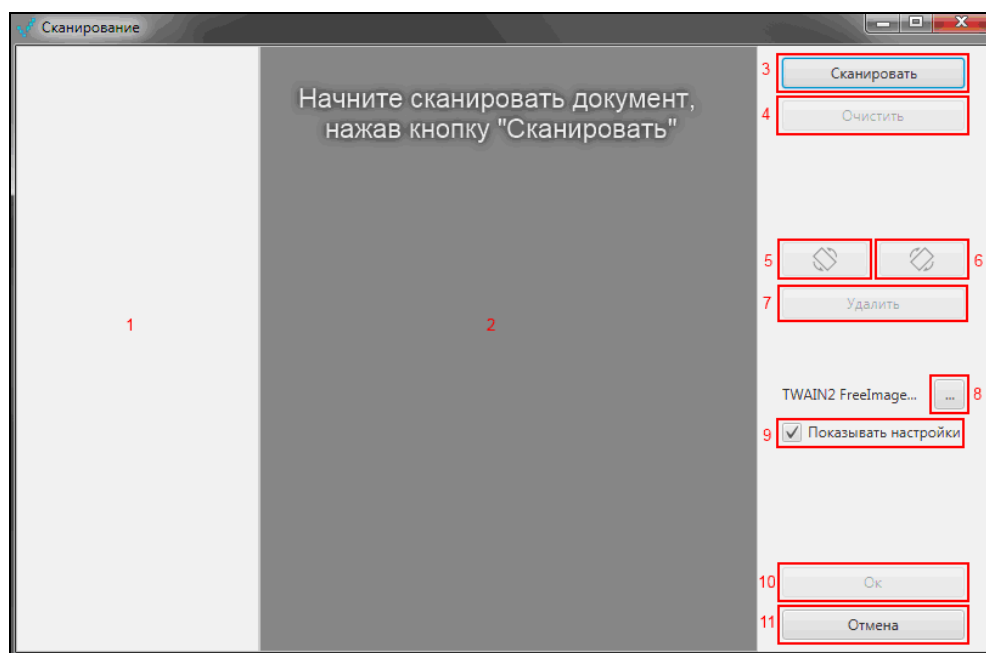 Сканирование
Начните сканировать документ,
нажав кнопку "Сканировать"
3 Сканировать
4 Очистить
5 6
7 Удалить
1 2
TWAIN2 FreeImage... ... 8
9 Показывать настройки
10 Ок
11 Отмена